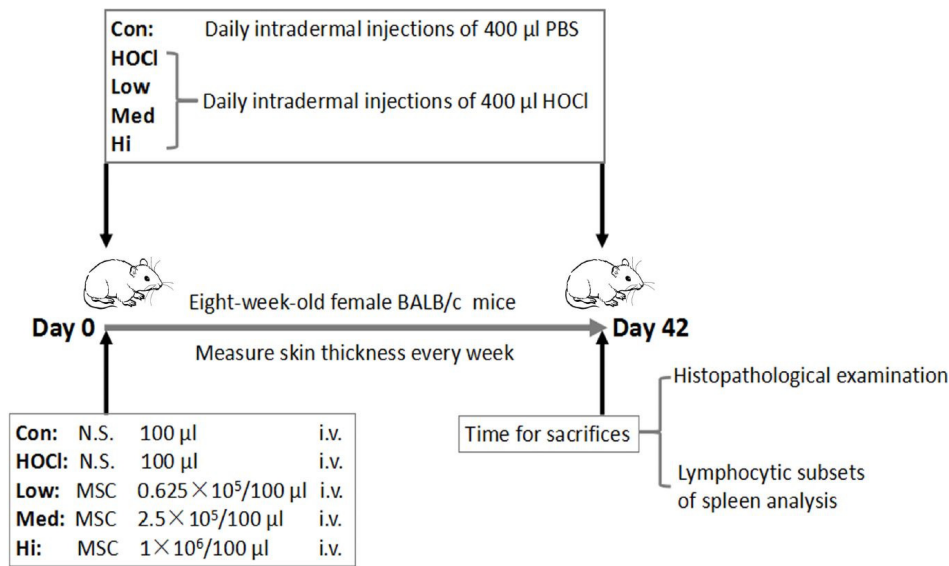 Con: Daily intradermal injections of 400 µl PBS
HOCl
Low
Daily intradermal injections of 400 µl HOCl
Med
Hi
Eight-week-old female BALB/c mice
Day 0
Day 42
Measure skin thickness every week
Con: N.S. 100 µl i.v.
HOCl: N.S. 100 µl i.v.
Low: MSC 0.625×10⁵/100 µl i.v.
Med: MSC 2.5×10⁵/100 µl i.v.
Hi: MSC 1×10⁶/100 µl i.v.
Time for sacrifices
Histopathological examination
Lymphocytic subsets
of spleen analysis